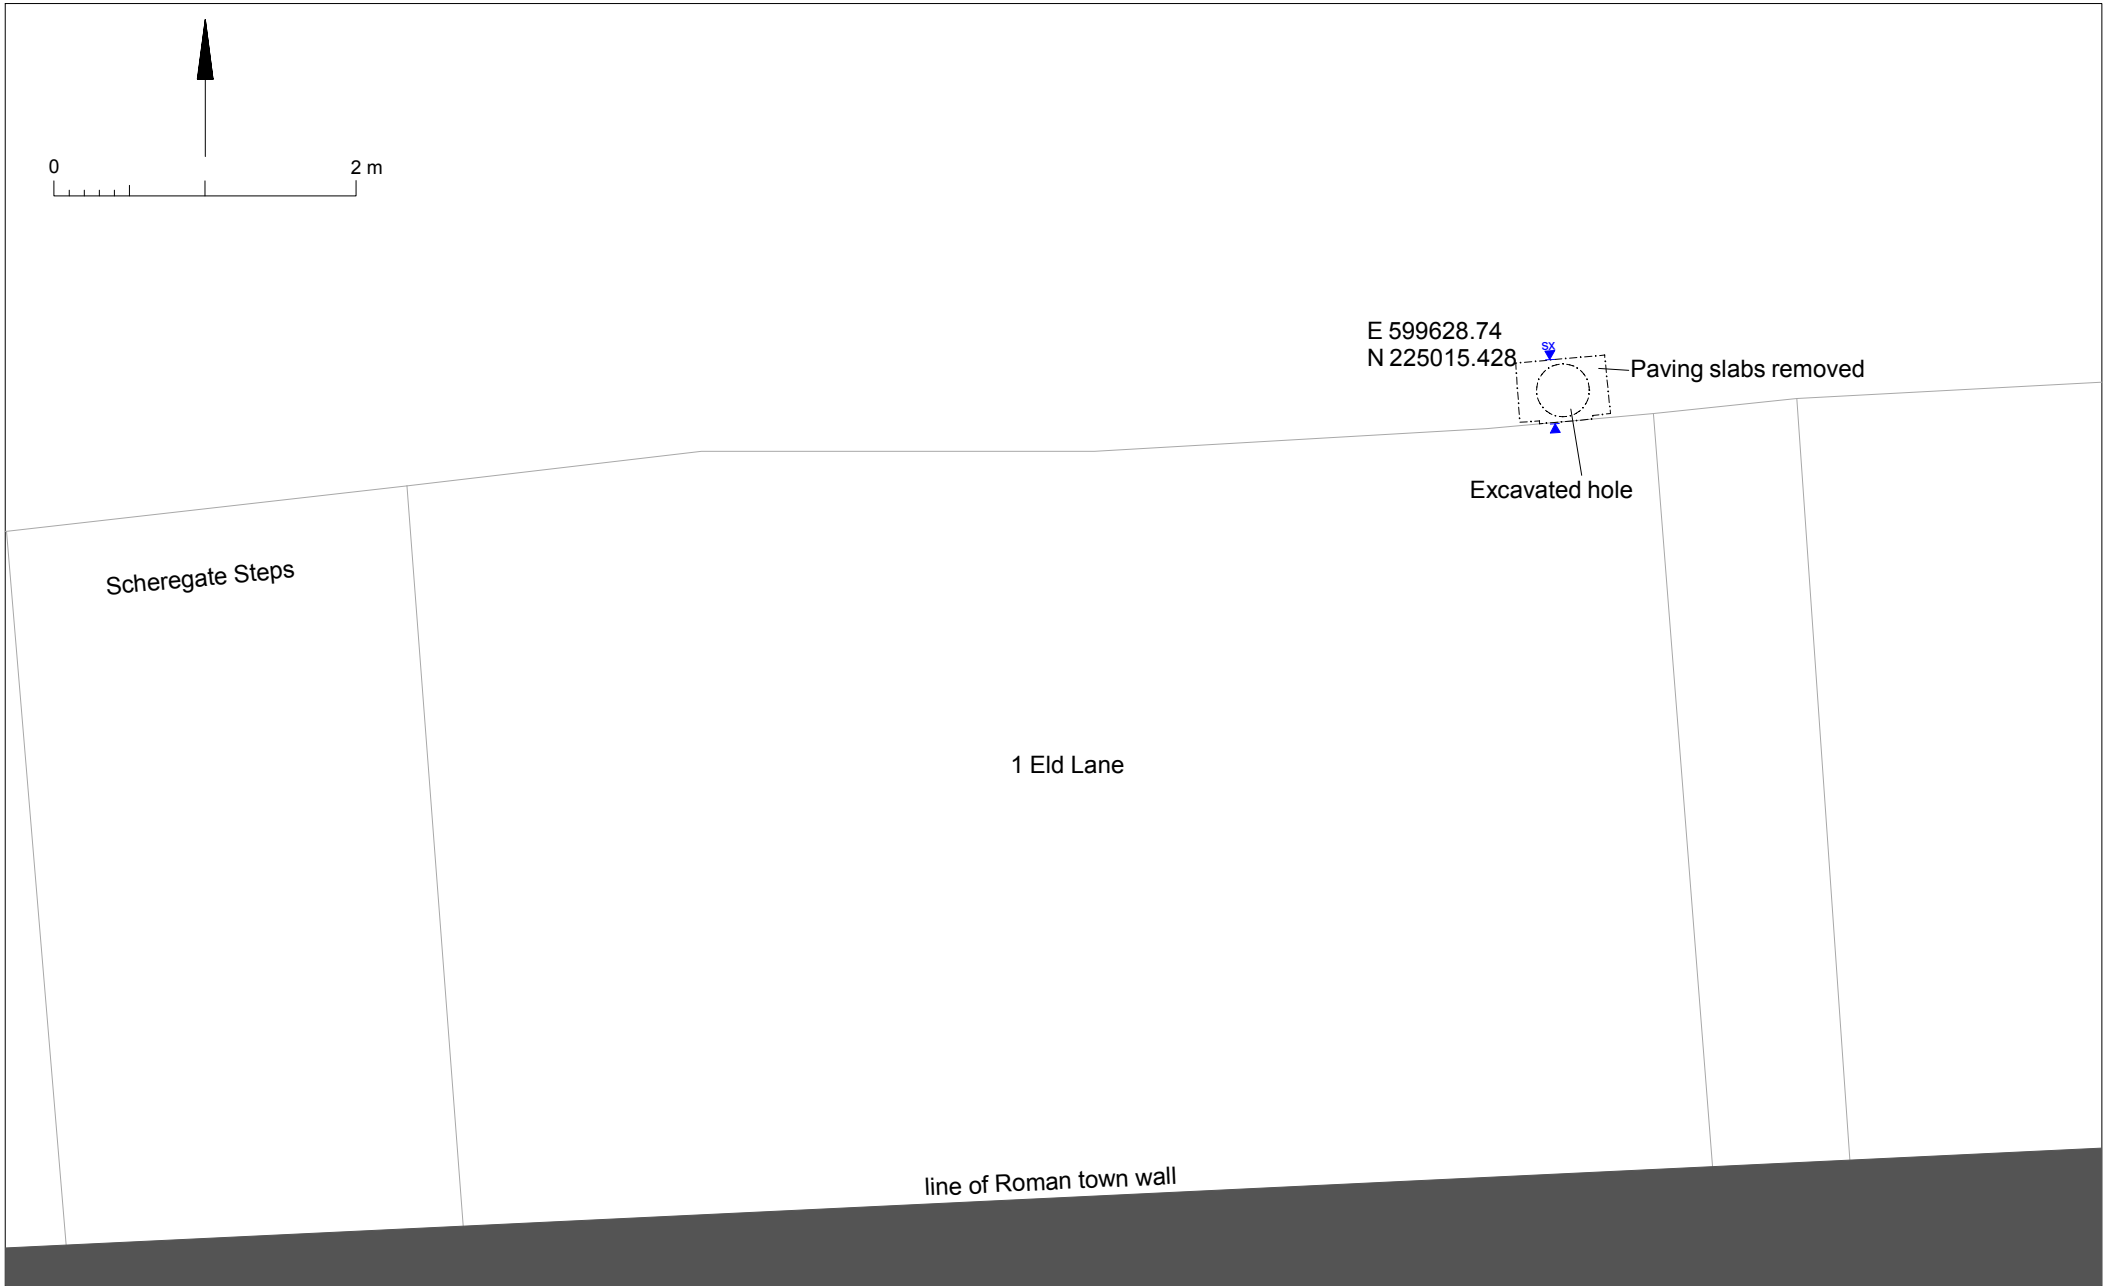 0
2 m
E 599628.74
N 225015.428
sx
Paving slabs removed
Excavated hole
Scheregate Steps
1 Eld Lane
line of Roman town wall